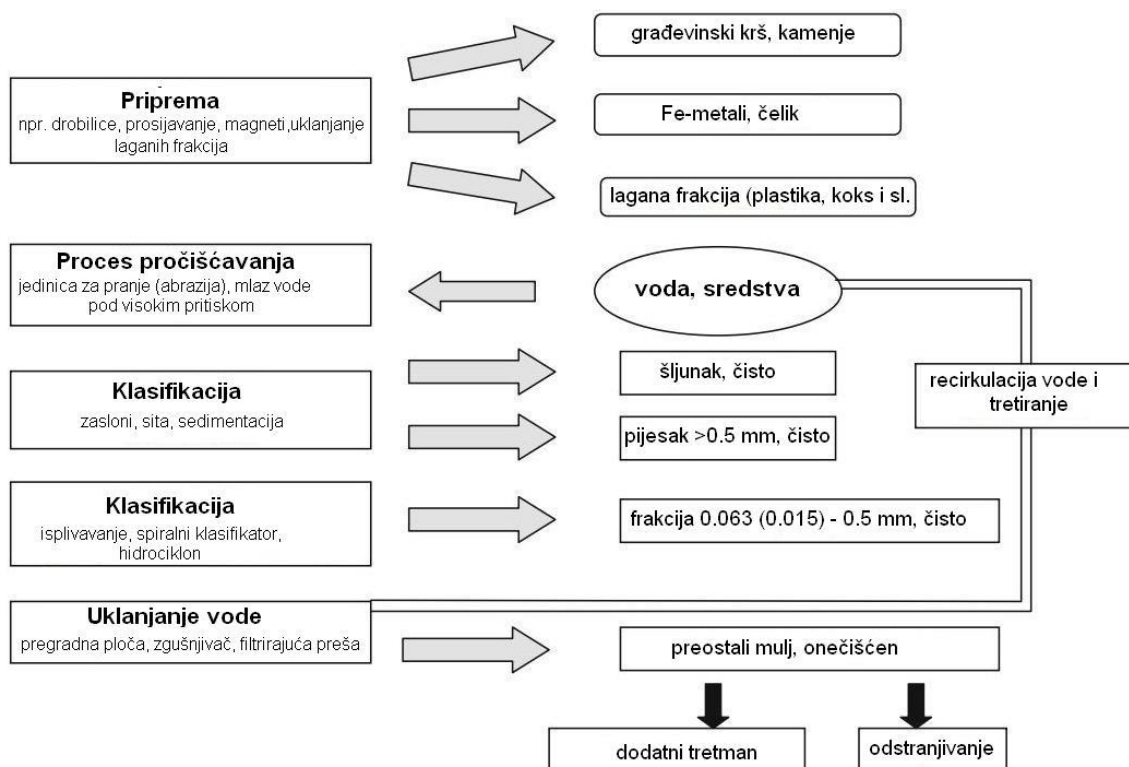 građevinski krš, kamenje
Priprema
npr. drobilice, prosijavanje, magneti,uklanjanje
laganih frakcija
Fe-metali, čelik
lagana frakcija (plastika, koks i sl.
Proces pročišćavanja
jedinica za pranje (abrazija), mlaz vode
pod visokim pritiskom
voda, sredstva
Klasifikacija
zasloni, sita, sedimentacija
šljunak, čisto
pijesak >0.5 mm, čisto
recirkulacija vode i
tretiranje
Klasifikacija
isplivavanje, spiralni klasifikator,
hidrociklon
frakcija 0.063 (0.015) - 0.5 mm, čisto
Uklanjanje vode
pregradna ploča, zgušnjivač, filtrirajuća preša
preostali mulj, onečišćen
dodatni tretman
odstranjivanje